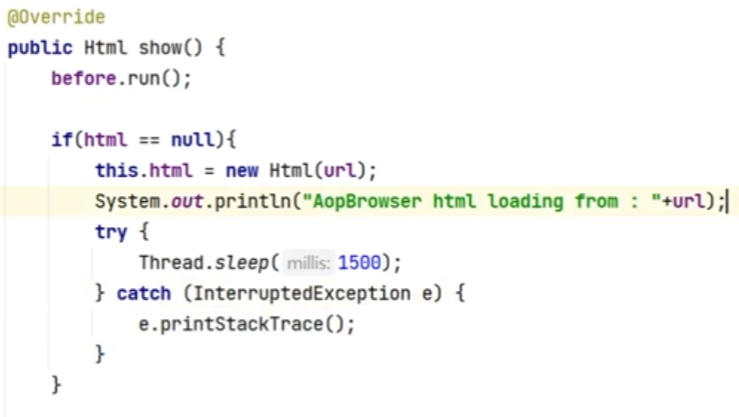 @Override
public Html show() {
    before.run();

    if(html == null){
        this.html = new Html(url);
        System.out.println("AopBrowser html loading from : "+url);
        try {
            Thread.sleep( millis: 1500);
        } catch (InterruptedException e) {
            e.printStackTrace();
        }
    }